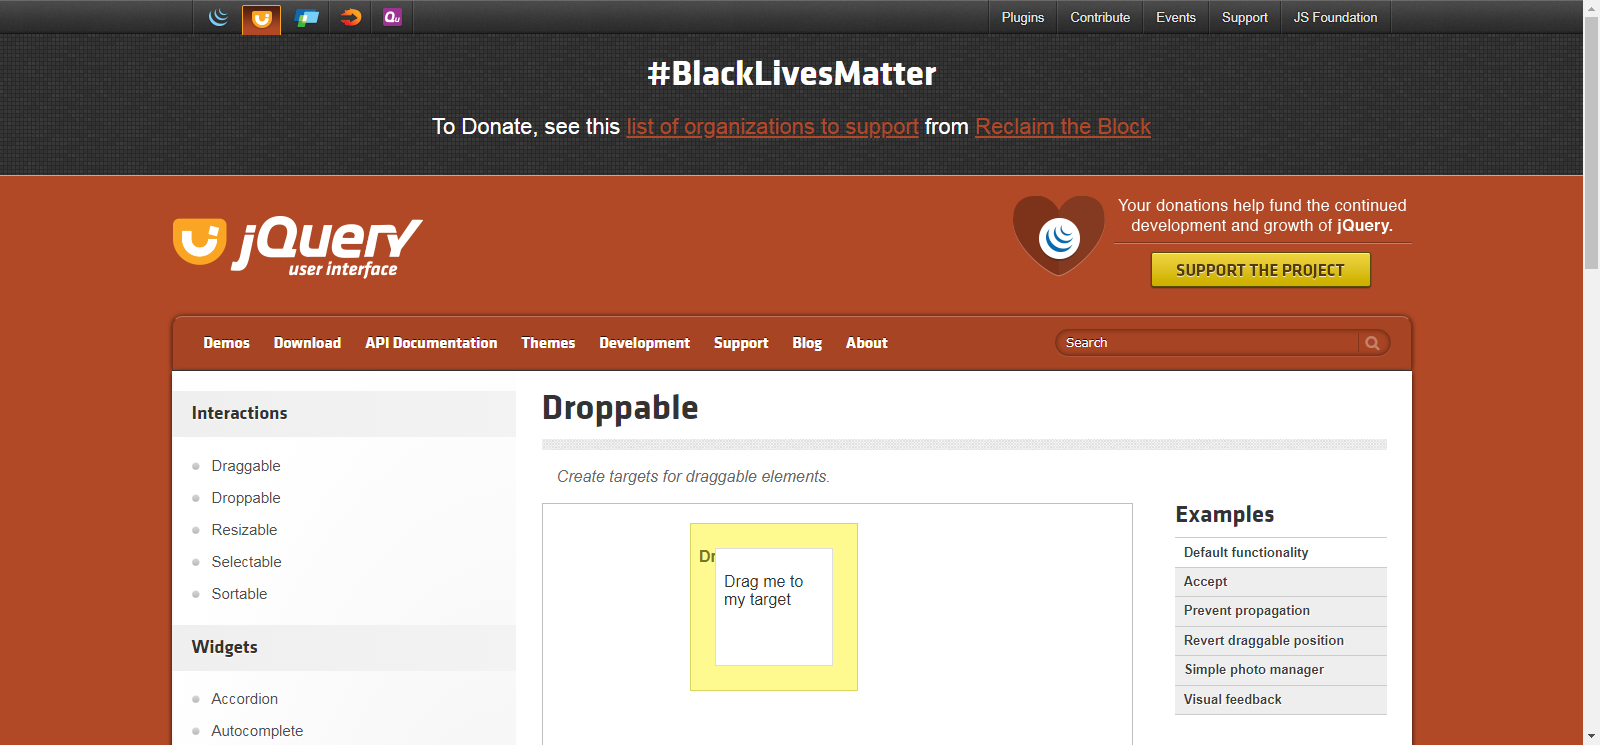 Plugins Contribute Events Support JS Foundation
#BlackLivesMatter
To Donate, see this list of organizations to support from Reclaim the Block
jQuery
user interface
Your donations help fund the continued
development and growth of jQuery.
SUPPORT THE PROJECT
Demos Download API Documentation Themes Development Support Blog About Search
Interactions
Draggable
Droppable
Resizable
Selectable
Sortable
Widgets
Accordion
Autocomplete
Droppable
Create targets for draggable elements.
Drag me to
my target
Examples
Default functionality
Accept
Prevent propagation
Revert draggable position
Simple photo manager
Visual feedback